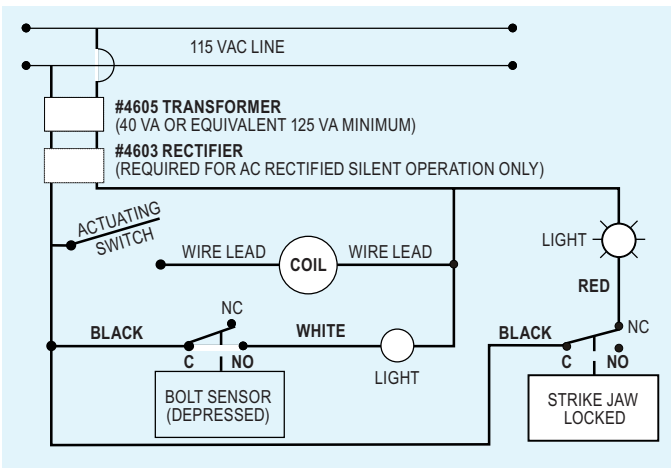 115 VAC LINE
#4605 TRANSFORMER
(40 VA OR EQUIVALENT 125 VA MINIMUM)
#4603 RECTIFIER
(REQUIRED FOR AC RECTIFIED SILENT OPERATION ONLY)
ACTUATING
SWITCH
WIRE LEAD
COIL
WIRE LEAD
LIGHT
RED
NC
BLACK
WHITE
C
NO
LIGHT
BOLT SENSOR
(DEPRESSED)
BLACK
NC
C
NO
STRIKE JAW
LOCKED